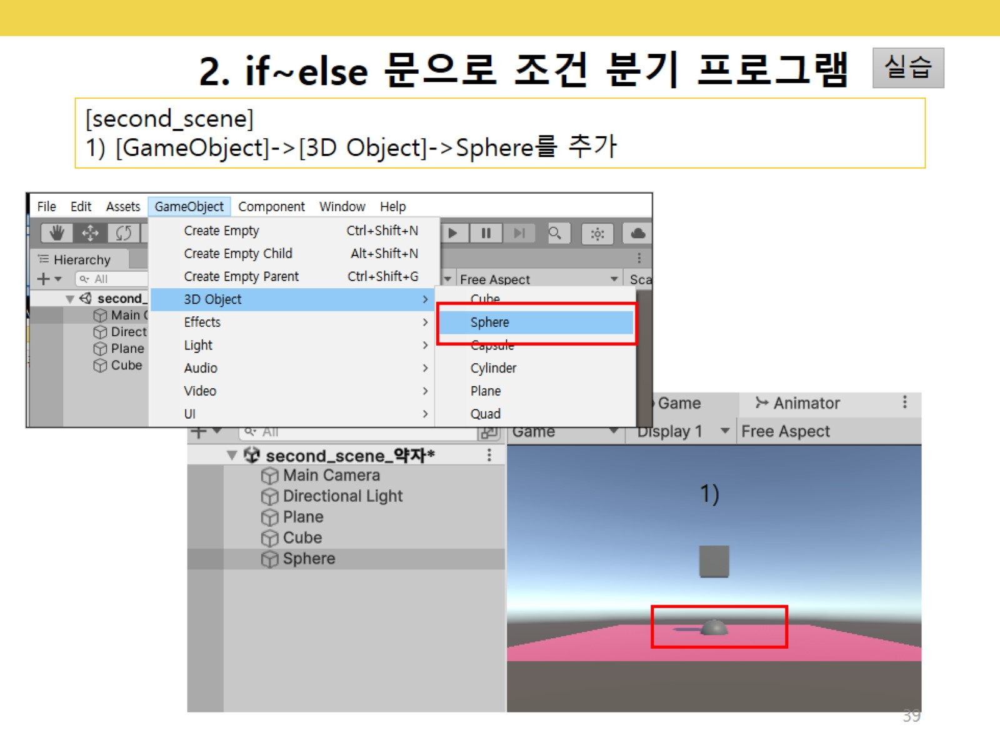 2. if~else 문으로 조건 분기 프로그램
실습
[second_scene]
1) [GameObject]->[3D Object]->Sphere를 추가
File Edit Assets GameObject Component Window Help
Create Empty Ctrl+Shift+N
Create Empty Child Alt+Shift+N
Create Empty Parent Ctrl+Shift+G
3D Object
Effects
Light
Audio
Video
UI
Hierarchy
All
second_
Main C
Direct
Plane
Cube
Free Aspect
Sca
Cube
Sphere
Capsule
Cylinder
Plane
Quad
Game Animator
All
Game Display 1 Free Aspect
second_scene_약자*
Main Camera
Directional Light
Plane
Cube
Sphere
1)
39